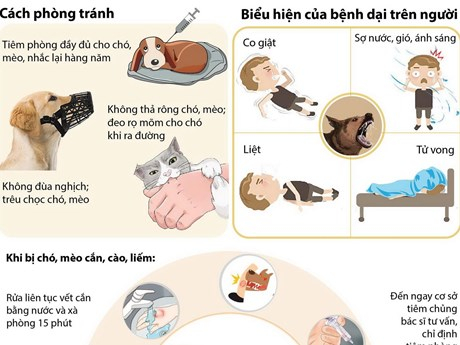 Cách phòng tránh
Tiêm phòng đầy đủ cho chó,
mèo, nhắc lại hàng năm
Không thả rông chó, mèo;
đeo rọ mõm cho chó
khi ra đường
Không đùa nghịch;
trêu chọc chó, mèo
Biểu hiện của bệnh dại trên người
Co giật
Sợ nước, gió, ánh sáng
Liệt
Tử vong
Khi bị chó, mèo cắn, cào, liếm:
Rửa liên tục vết cắn
bằng nước và xà
phòng 15 phút
Đến ngay cơ sở
tiêm chủng
bác sĩ tư vấn,
chỉ định
tiêm phòng